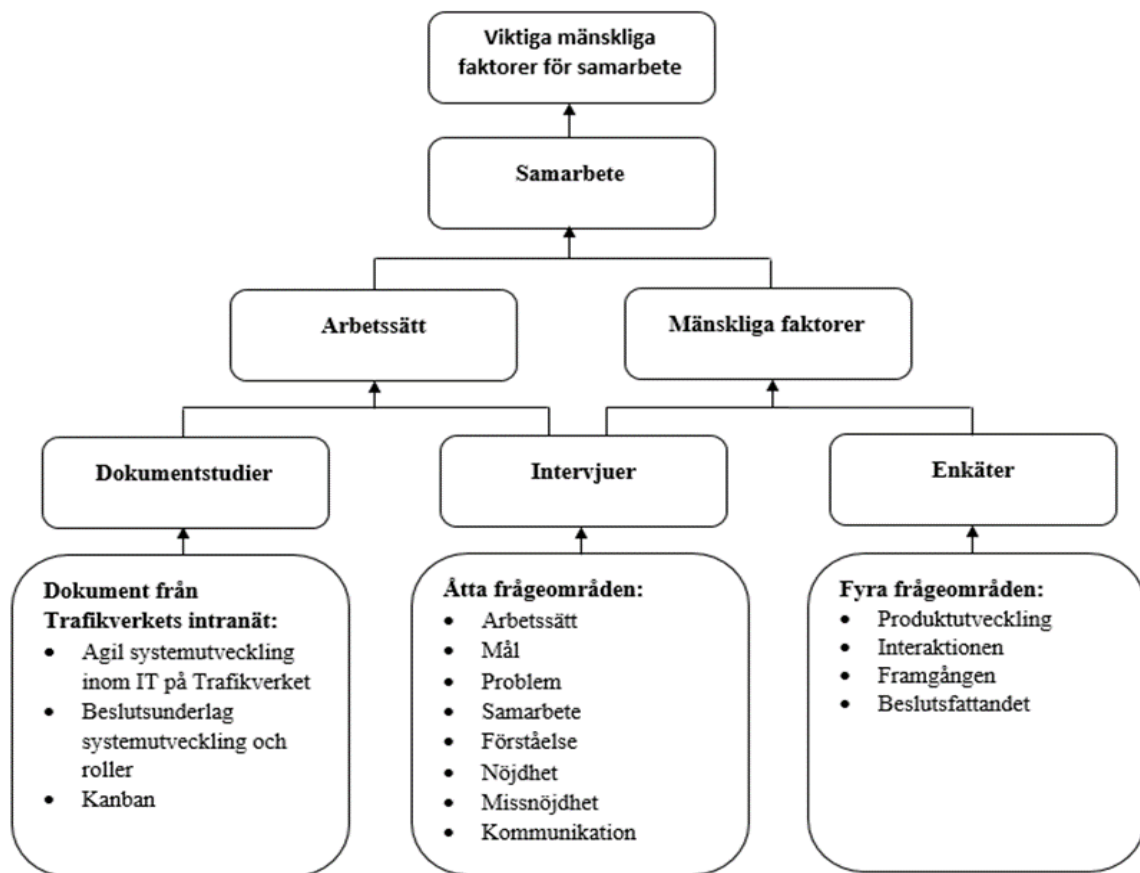 Viktiga mänskliga
faktorer för samarbete
Samarbete
Arbetssätt
Mänskliga faktorer
Dokumentstudier
Intervjuer
Enkäter
Dokument från
Trafikverkets intranät:
• Agil systemutveckling
inom IT på Trafikverket
• Beslutsunderlag
systemutveckling och
roller
• Kanban
Åtta frågeområden:
• Arbetssätt
• Mål
• Problem
• Samarbete
• Förståelse
• Nöjdhet
• Missnöjdhet
• Kommunikation
Fyra frågeområden:
• Produktutveckling
• Interaktionen
• Framgången
• Beslutsfattandet